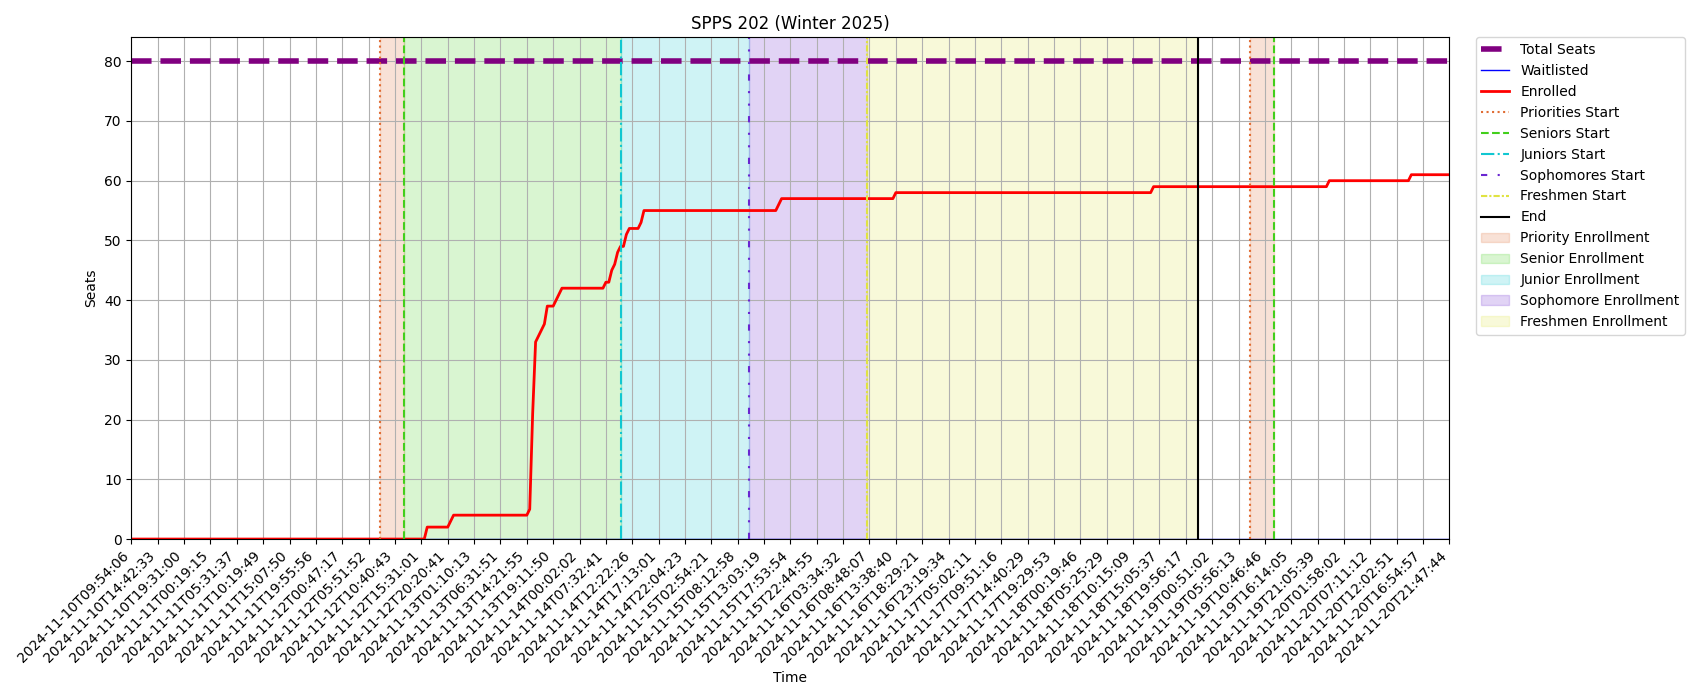 SPPS 202 (Winter 2025)
Total Seats
Waitlisted
Enrolled
Priorities Start
Seniors Start
Juniors Start
Sophomores Start
Freshmen Start
End
Priority Enrollment
Senior Enrollment
Junior Enrollment
Sophomore Enrollment
Freshmen Enrollment
Seats
80
70
60
50
40
30
20
10
0
2024-11-10T09:54:06
2024-11-10T14:42:33
2024-11-10T19:31:00
2024-11-11T00:19:15
2024-11-11T05:31:37
2024-11-11T10:19:49
2024-11-11T15:07:50
2024-11-11T19:55:56
2024-11-12T00:47:17
2024-11-12T05:51:52
2024-11-12T10:40:43
2024-11-12T15:31:01
2024-11-12T20:20:41
2024-11-13T01:10:13
2024-11-13T06:31:51
2024-11-13T14:21:55
2024-11-13T19:11:50
2024-11-14T00:02:02
2024-11-14T07:32:41
2024-11-14T12:22:26
2024-11-14T17:13:01
2024-11-14T22:04:23
2024-11-15T02:54:21
2024-11-15T08:12:58
2024-11-15T13:03:19
2024-11-15T17:53:54
2024-11-15T22:44:55
2024-11-16T03:34:32
2024-11-16T08:48:07
2024-11-16T13:38:40
2024-11-16T18:29:21
2024-11-16T23:19:34
2024-11-17T05:02:11
2024-11-17T09:51:16
2024-11-17T14:40:29
2024-11-17T19:29:53
2024-11-18T00:19:46
2024-11-18T05:25:29
2024-11-18T10:15:09
2024-11-18T15:05:37
2024-11-18T19:56:17
2024-11-19T00:51:02
2024-11-19T05:56:13
2024-11-19T10:46:46
2024-11-19T16:14:05
2024-11-19T21:05:39
2024-11-20T01:58:02
2024-11-20T07:11:12
2024-11-20T12:02:51
2024-11-20T16:54:57
2024-11-20T21:47:44
Time